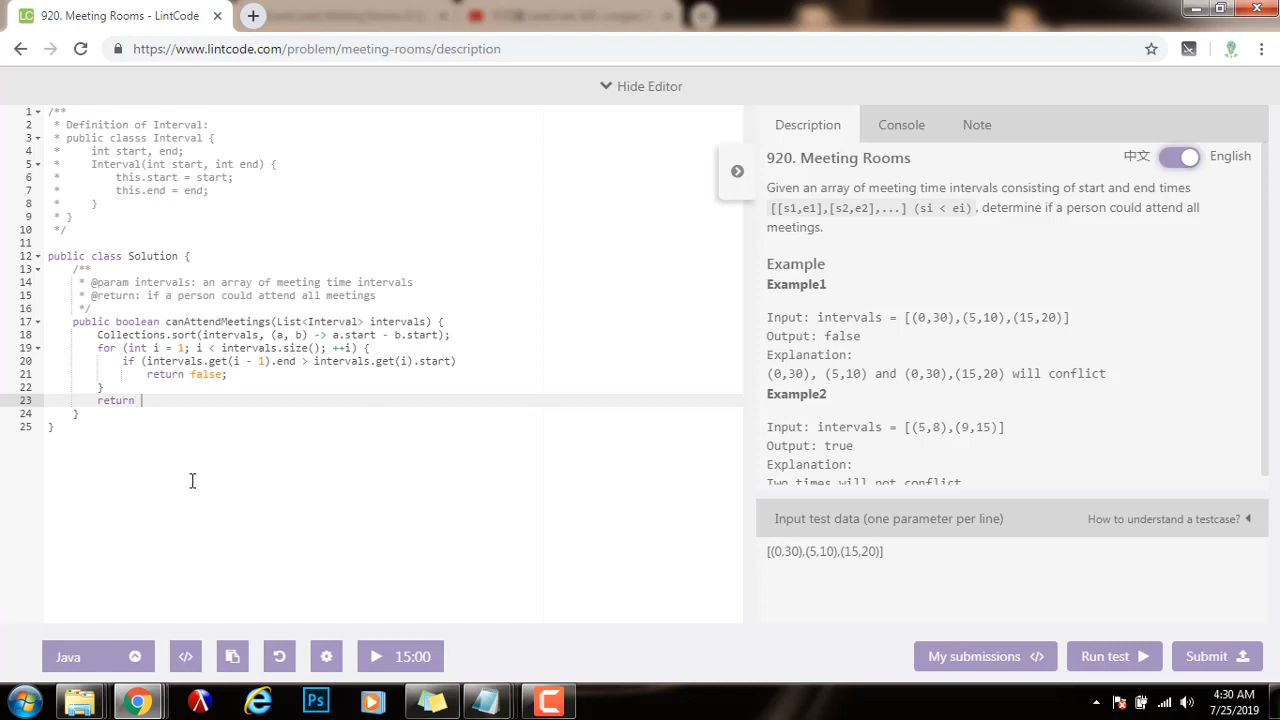 920. Meeting Rooms - LintCode
https://www.lintcode.com/problem/meeting-rooms/description
Hide Editor
1 /**
2 * Definition of Interval:
3 * public classs Interval {
4 *     int start, end;
5 *     Interval(int start, int end) {
6 *         this.start = start;
7 *         this.end = end;
8 *     }
9 * }
10 */
11
12 public class Solution {
13     /**
14      * @param intervals: an array of meeting time intervals
15      * @return: if a person could attend all meetings
16      */
17     public boolean canAttendMeetings(List<Interval> intervals) {
18         Collections.sort(intervals, (a, b) -> a.start - b.start);
19         for (int i = 1; i < intervals.size(); ++i) {
20             if (intervals.get(i - 1).end > intervals.get(i).start)
21                 return false;
22         }
23         return
24     }
25 }
Description Console Note
920. Meeting Rooms 中文 English
Given an array of meeting time intervals consisting of start and end times
[[s1,e1],[s2,e2],...] (si < ei), determine if a person could attend all
meetings.
Example
Example1
Input: intervals = [(0,30),(5,10),(15,20)]
Output: false
Explanation:
(0,30), (5,10) and (0,30),(15,20) will conflict
Example2
Input: intervals = [(5,8),(9,15)]
Output: true
Explanation:
Two times will not conflict
Input test data (one parameter per line) How to understand a testcase?
[(0,30),(5,10),(15,20)]
Java 15:00 My submissions Run test Submit
Ps
4:30 AM
7/25/2019